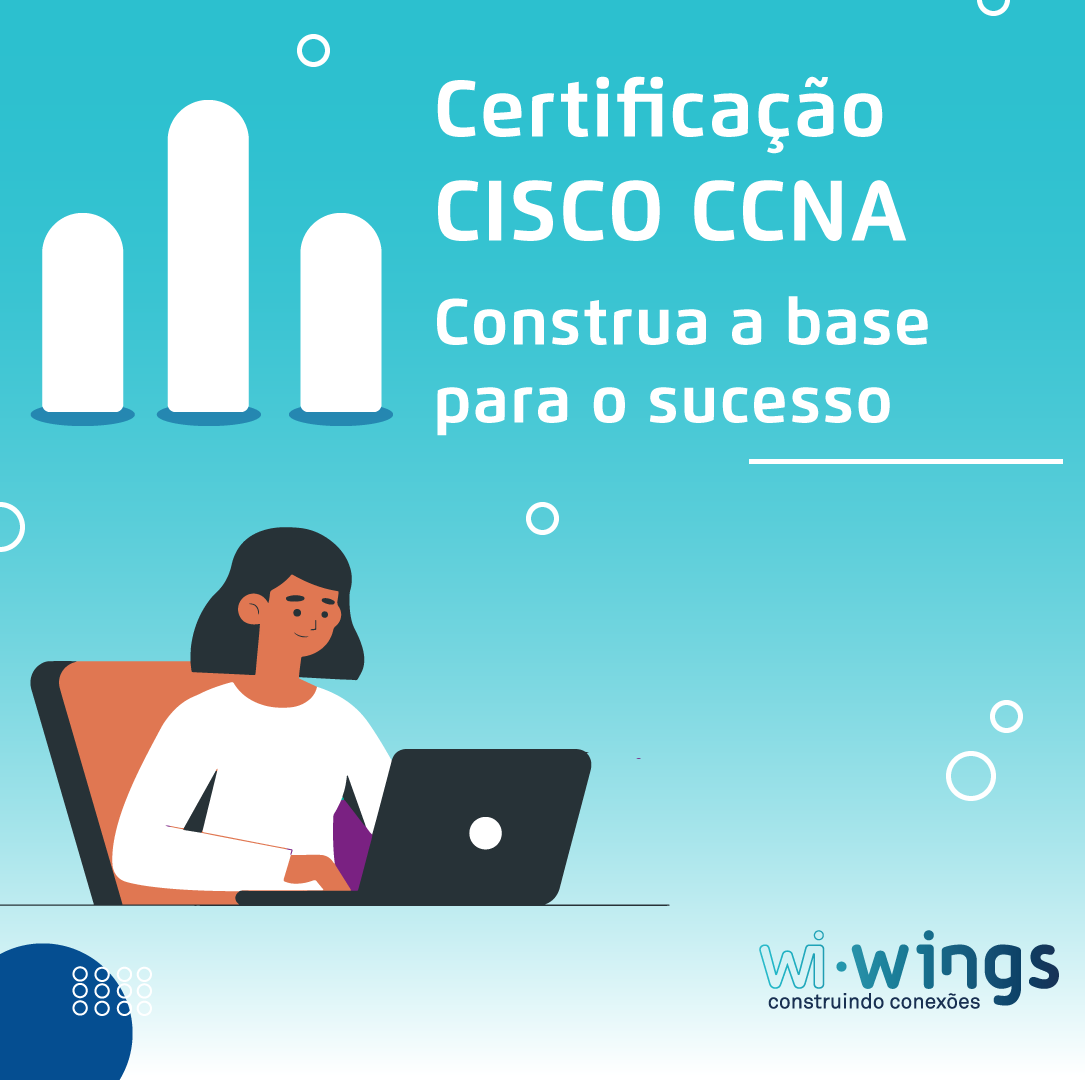 Certificação
CISCO CCNA
Construa a base
para o sucesso
wi·wings
construindo conexões